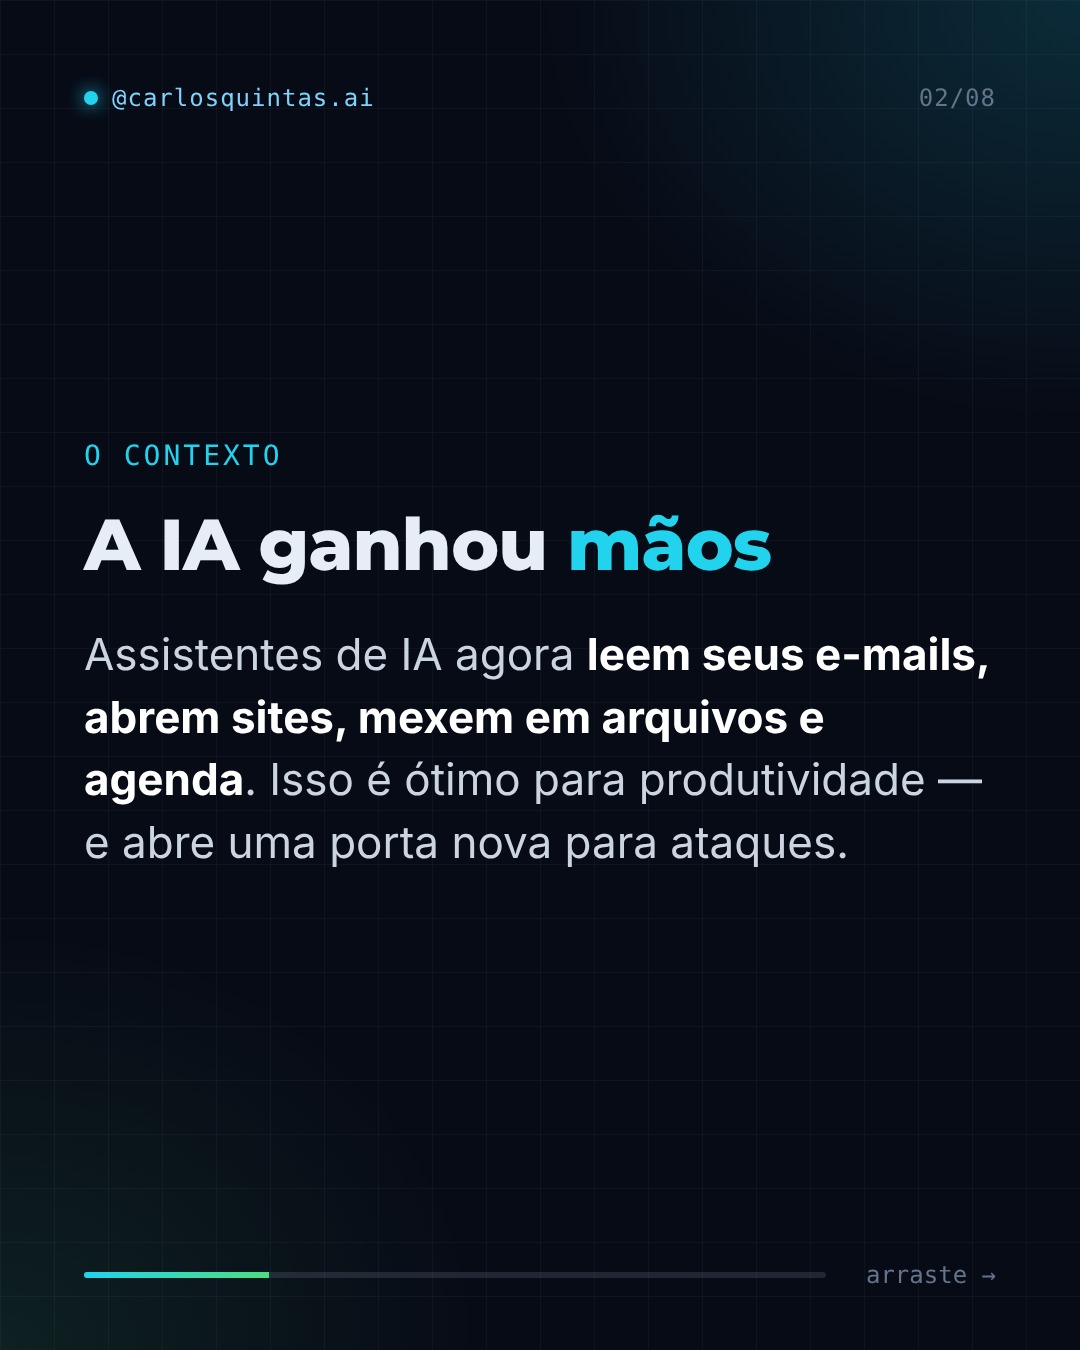 @carlosquintas.ai
02/08
O CONTEXTO
A IA ganhou mãos
Assistentes de IA agora leem seus e-mails,
abrem sites, mexem em arquivos e
agenda. Isso é ótimo para produtividade —
e abre uma porta nova para ataques.
arraste →